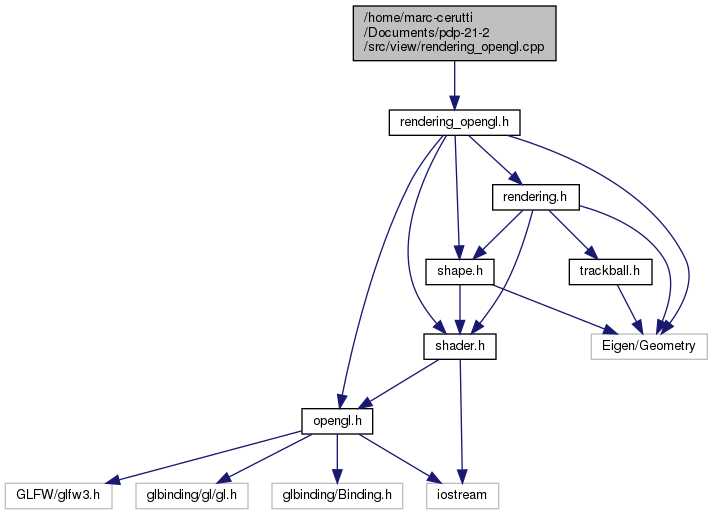 /home/marc-cerutti
/Documents/pdp-21-2
/src/view/rendering_opengl.cpp
rendering_opengl.h
rendering.h
shape.h
trackball.h
shader.h
Eigen/Geometry
opengl.h
GLFW/glfw3.h
glbinding/gl/gl.h
glbinding/Binding.h
iostream